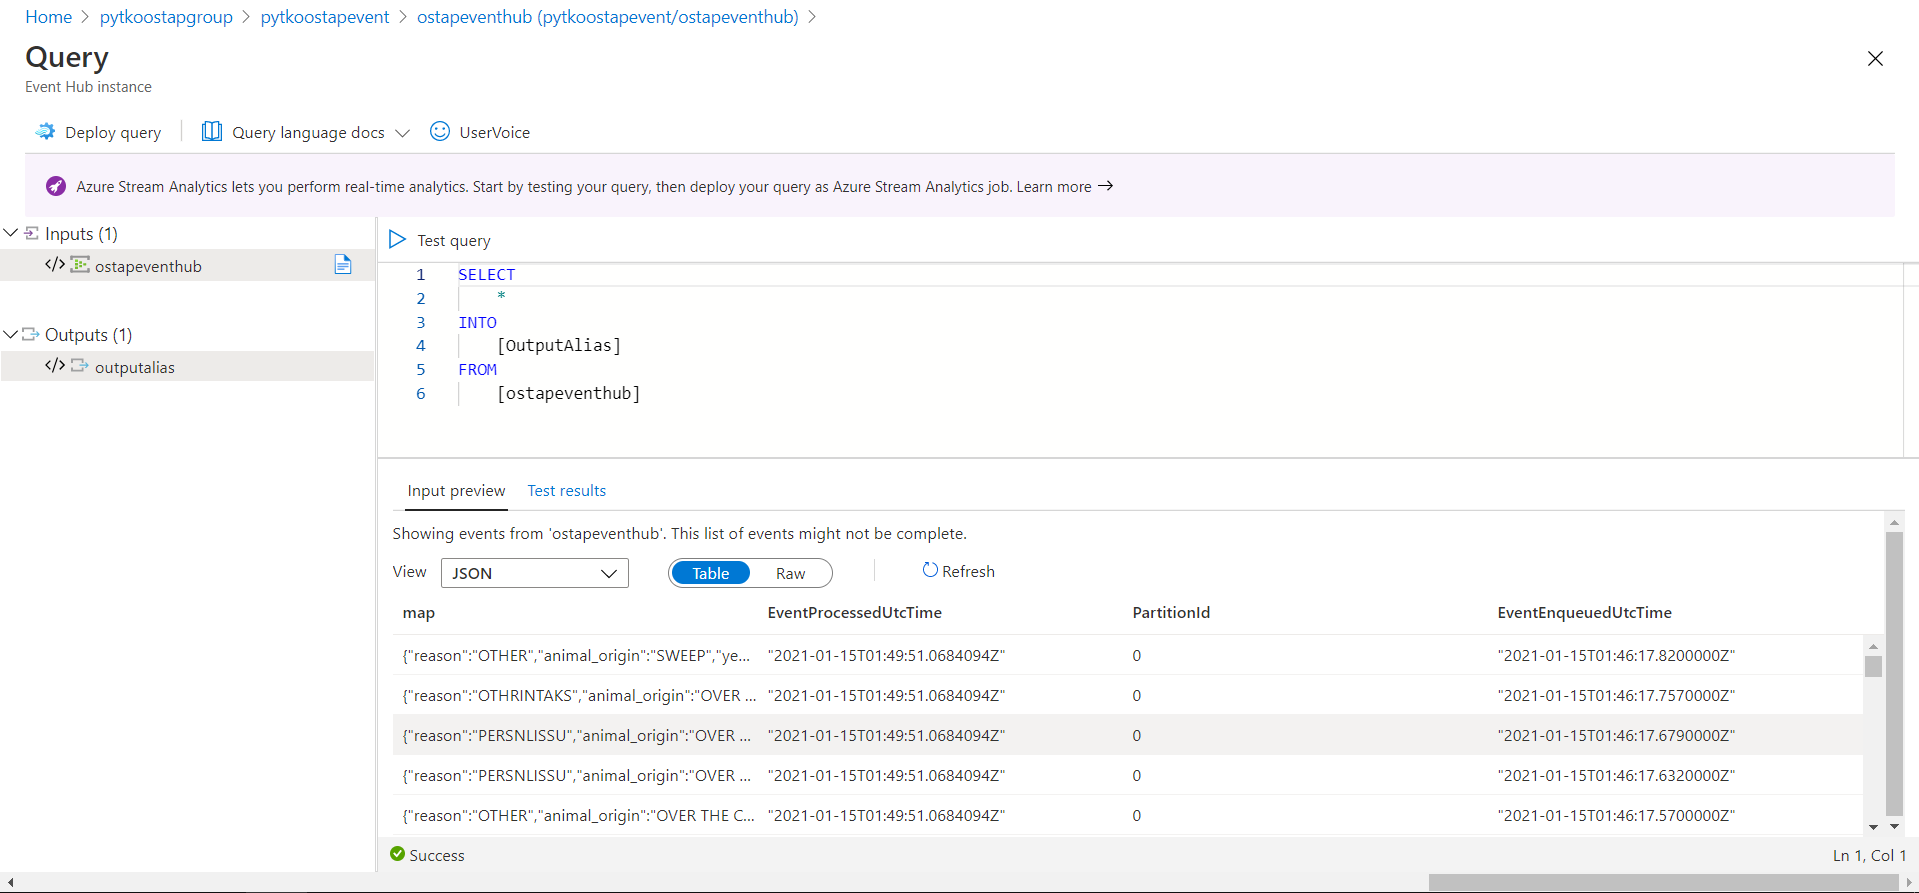 Home > pytkoostapgroup > pytkoostapevent > ostapeventhub (pytkoostapevent/ostapeventhub) >
Query
Event Hub instance
Deploy query
Query language docs
UserVoice
Azure Stream Analytics lets you perform real-time analytics. Start by testing your query, then deploy your query as Azure Stream Analytics job. Learn more →
Inputs (1)
</> ostapeventhub
Outputs (1)
</> outputalias
Test query
1 SELECT
2 *
3 INTO
4 [OutputAlias]
5 FROM
6 [ostapeventhub]
Input preview Test results
Showing events from 'ostapeventhub'. This list of events might not be complete.
View JSON Table Raw Refresh
map EventProcessedUtcTime PartitionId EventEnqueuedUtcTime
{"reason":"OTHER","animal_origin":"SWEEP","ye... "2021-01-15T01:49:51.0684094Z" 0 "2021-01-15T01:46:17.8200000Z"
{"reason":"OTHRINTAKS","animal_origin":"OVER ... "2021-01-15T01:49:51.0684094Z" 0 "2021-01-15T01:46:17.7570000Z"
{"reason":"PERSNLISSU","animal_origin":"OVER ... "2021-01-15T01:49:51.0684094Z" 0 "2021-01-15T01:46:17.6790000Z"
{"reason":"PERSNLISSU","animal_origin":"OVER ... "2021-01-15T01:49:51.0684094Z" 0 "2021-01-15T01:46:17.6320000Z"
{"reason":"OTHER","animal_origin":"OVER THE C... "2021-01-15T01:49:51.0684094Z" 0 "2021-01-15T01:46:17.5700000Z"
Success
Ln 1, Col 1